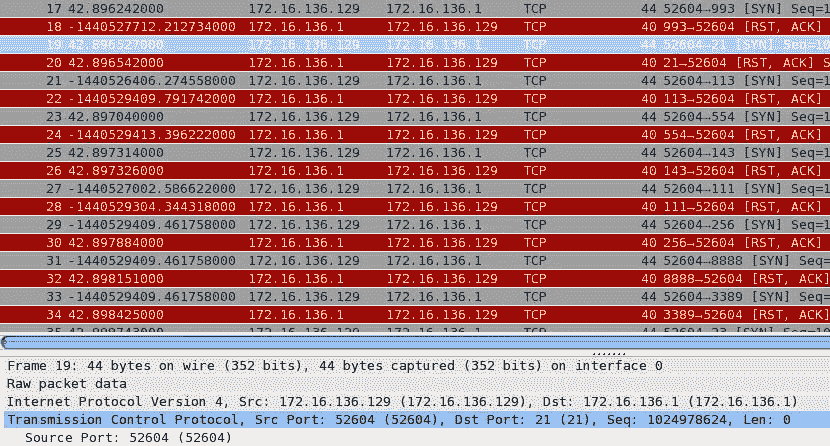 17 42.896242000 172.16.136.129 172.16.136.1 TCP 44 52604→993 [SYN] Seq=1
18 -1440527712.212734000 172.16.136.1 172.16.136.129 TCP 40 993→52604 [RST, ACK]
19 42.896527000 172.16.136.129 172.16.136.1 TCP 44 52604→21 [SYN] Seq=10
20 42.896542000 172.16.136.1 172.16.136.129 TCP 40 21→52604 [RST, ACK] S
21 -1440526406.274558000 172.16.136.129 172.16.136.1 TCP 44 52604→113 [SYN] Seq=1
22 -1440529409.791742000 172.16.136.1 172.16.136.129 TCP 40 113→52604 [RST, ACK]
23 42.897040000 172.16.136.129 172.16.136.1 TCP 44 52604→554 [SYN] Seq=1
24 -1440529413.396222000 172.16.136.1 172.16.136.129 TCP 40 554→52604 [RST, ACK]
25 42.897314000 172.16.136.129 172.16.136.1 TCP 44 52604→143 [SYN] Seq=1
26 42.897326000 172.16.136.1 172.16.136.129 TCP 40 143→52604 [RST, ACK]
27 -1440527002.586622000 172.16.136.129 172.16.136.1 TCP 44 52604→111 [SYN] Seq=1
28 -1440529304.344318000 172.16.136.1 172.16.136.129 TCP 40 111→52604 [RST, ACK]
29 -1440529409.461758000 172.16.136.129 172.16.136.1 TCP 44 52604→256 [SYN] Seq=1
30 42.897884000 172.16.136.1 172.16.136.129 TCP 40 256→52604 [RST, ACK]
31 -1440529409.461758000 172.16.136.129 172.16.136.1 TCP 44 52604→8888 [SYN] Seq=
32 42.898151000 172.16.136.1 172.16.136.129 TCP 40 8888→52604 [RST, ACK]
33 -1440529409.461758000 172.16.136.129 172.16.136.1 TCP 44 52604→3389 [SYN] Seq=
34 42.898425000 172.16.136.1 172.16.136.129 TCP 40 3389→52604 [RST, ACK]
35 42.898743000 172.16.136.129 172.16.136.1 TCP 44 52604→23 [SYN] Seq=10
Frame 19: 44 bytes on wire (352 bits), 44 bytes captured (352 bits) on interface 0
Raw packet data
Internet Protocol Version 4, Src: 172.16.136.129 (172.16.136.129), Dst: 172.16.136.1 (172.16.136.1)
Transmission Control Protocol, Src Port: 52604 (52604), Dst Port: 21 (21), Seq: 1024978624, Len: 0
Source Port: 52604 (52604)